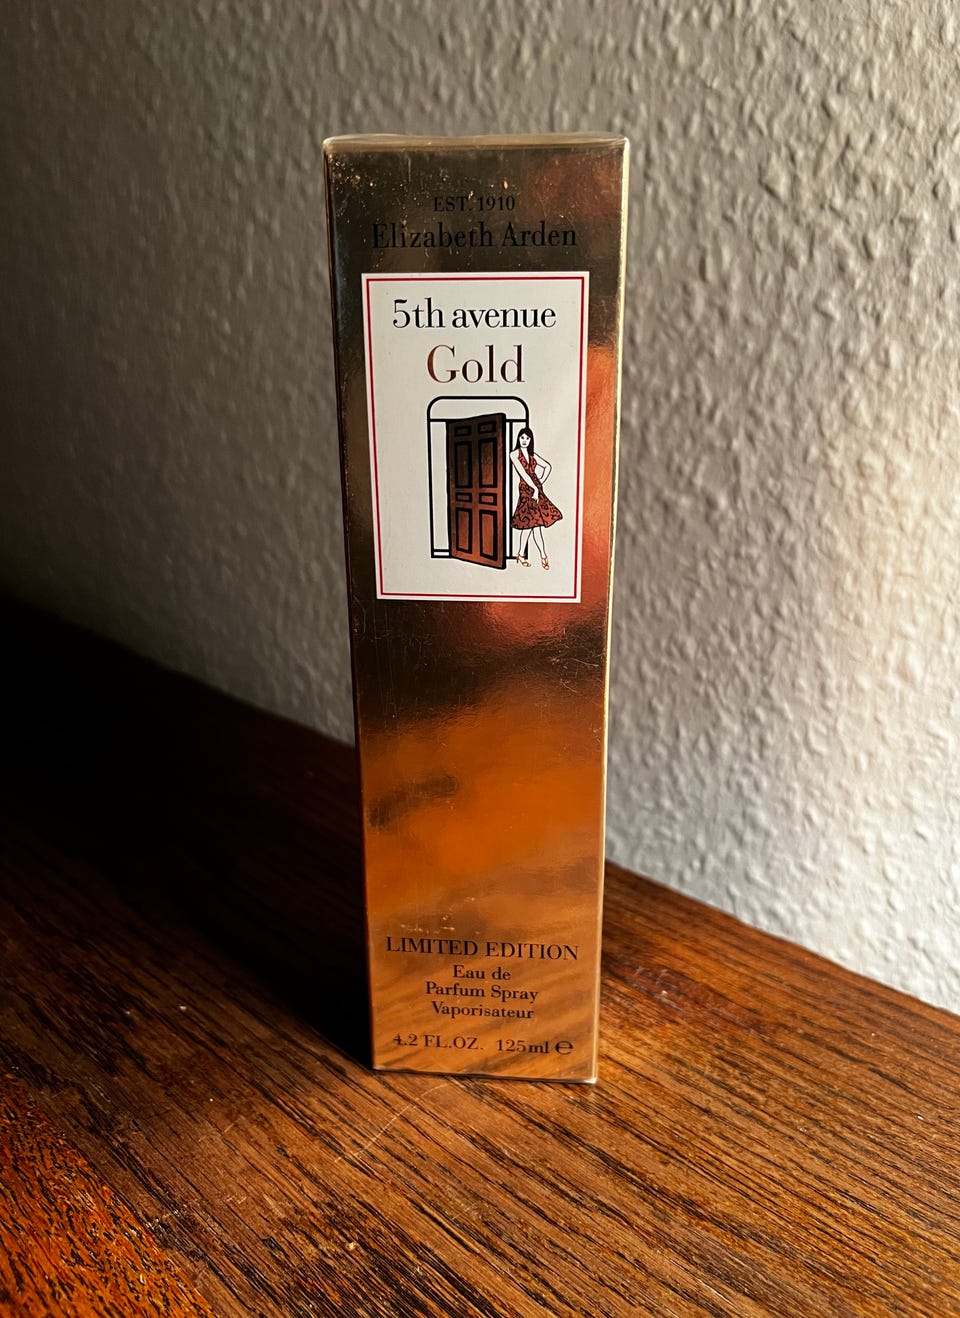 EST. 1910
Elizabeth Arden
5th avenue
Gold
LIMITED EDITION
Eau de
Parfum Spray
Vaporisateur
4.2 FL.OZ. 125ml ℮